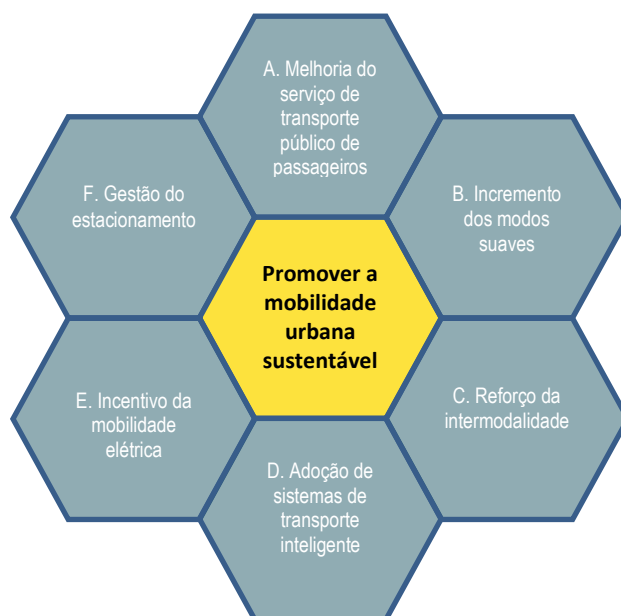 A. Melhoria do
serviço de
transporte
público de
passageiros
B. Incremento
dos modos
suaves
C. Reforço da
intermodalidade
D. Adoção de
sistemas de
transporte
inteligente
E. Incentivo da
mobilidade
elétrica
F. Gestão do
estacionamento
Promover a
mobilidade
urbana
sustentável